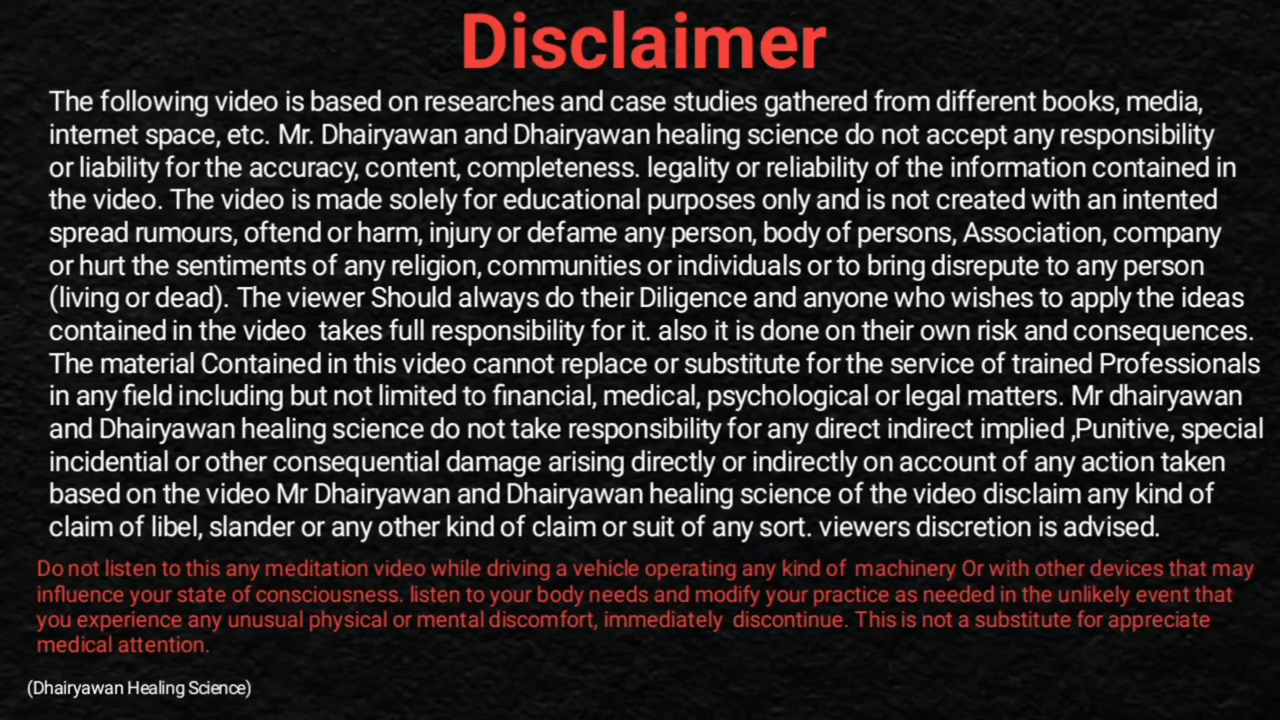 Disclaimer
The following video is based on researches and case studies gathered from different books, media,
internet space, etc. Mr. Dhairyawan and Dhairyawan healing science do not accept any responsibility
or liability for the accuracy, content, completeness. legality or reliability of the information contained in
the video. The video is made solely for educational purposes only and is not created with an intented
spread rumours, oftend or harm, injury or defame any person, body of persons, Association, company
or hurt the sentiments of any religion, communities or individuals or to bring disrepute to any person
(living or dead). The viewer Should always do their Diligence and anyone who wishes to apply the ideas
contained in the video  takes full responsibility for it. also it is done on their own risk and consequences.
The material Contained in this video cannot replace or substitute for the service of trained Professionals
in any field including but not limited to financial, medical, psychological or legal matters. Mr dhairyawan
and Dhairyawan healing science do not take responsibility for any direct indirect implied ,Punitive, special
incidential or other consequential damage arising directly or indirectly on account of any action taken
based on the video Mr Dhairyawan and Dhairyawan healing science of the video disclaim any kind of
claim of libel, slander or any other kind of claim or suit of any sort. viewers discretion is advised.
Do not listen to this any meditation video while driving a vehicle operating any kind of  machinery Or with other devices that may
influence your state of consciousness. listen to your body needs and modify your practice as needed in the unlikely event that
you experience any unusual physical or mental discomfort, immediately  discontinue. This is not a substitute for appreciate
medical attention.
(Dhairyawan Healing Science)